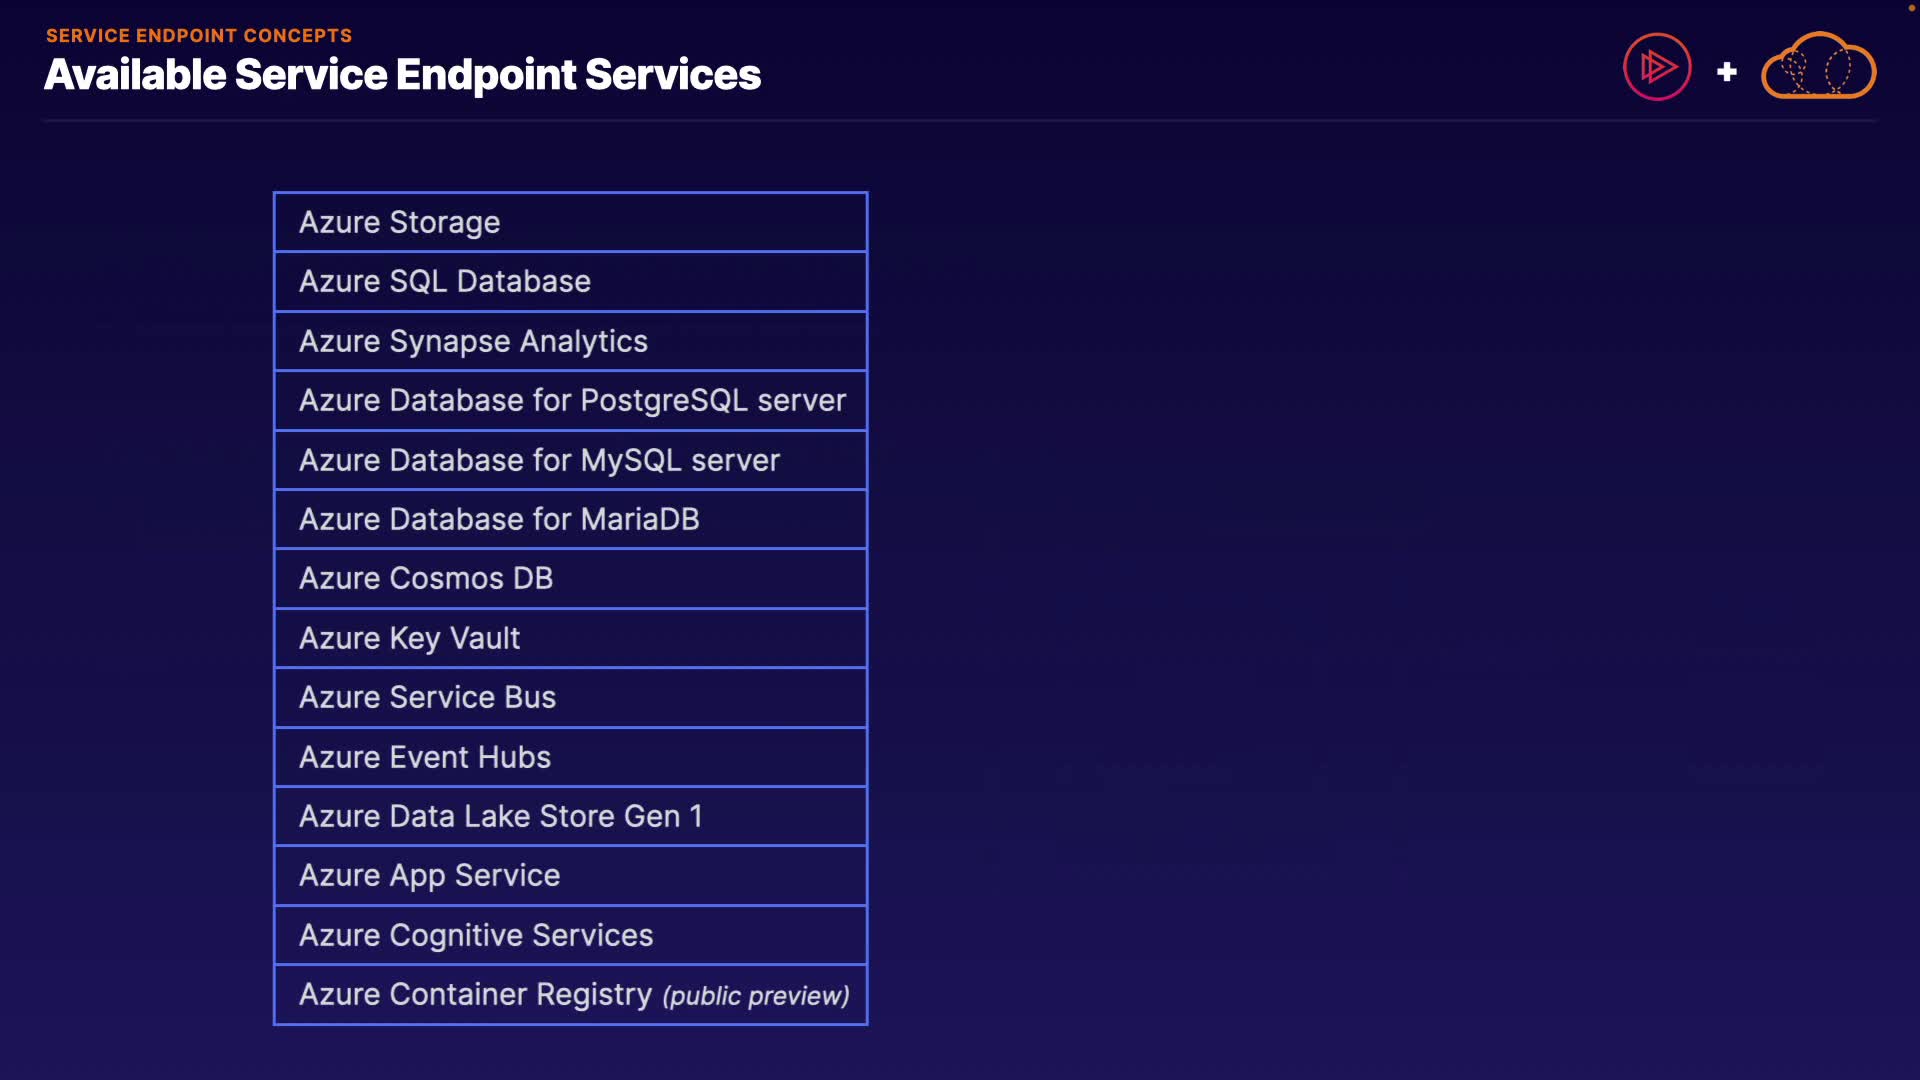 SERVICE ENDPOINT CONCEPTS
Available Service Endpoint Services
Azure Storage
Azure SQL Database
Azure Synapse Analytics
Azure Database for PostgreSQL server
Azure Database for MySQL server
Azure Database for MariaDB
Azure Cosmos DB
Azure Key Vault
Azure Service Bus
Azure Event Hubs
Azure Data Lake Store Gen 1
Azure App Service
Azure Cognitive Services
Azure Container Registry (public preview)